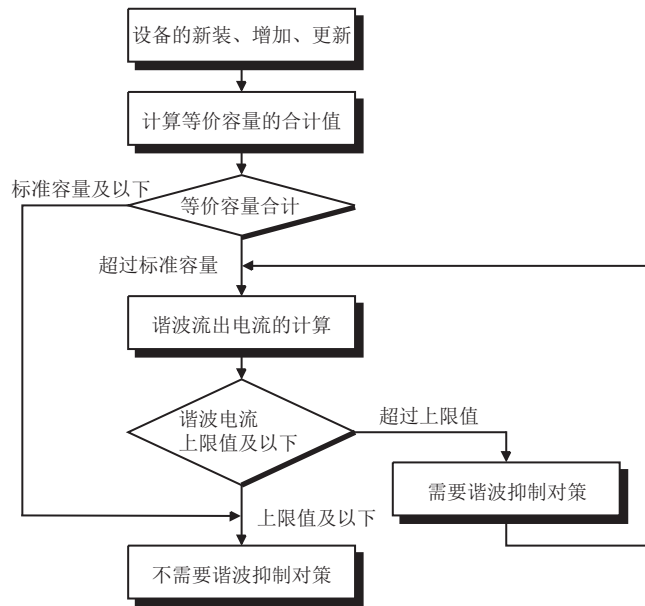 设备的新装、增加、更新
计算等价容量的合计值
标准容量及以下
等价容量合计
超过标准容量
谐波流出电流的计算
谐波电流
上限值及以下
超过上限值
需要谐波抑制对策
上限值及以下
不需要谐波抑制对策